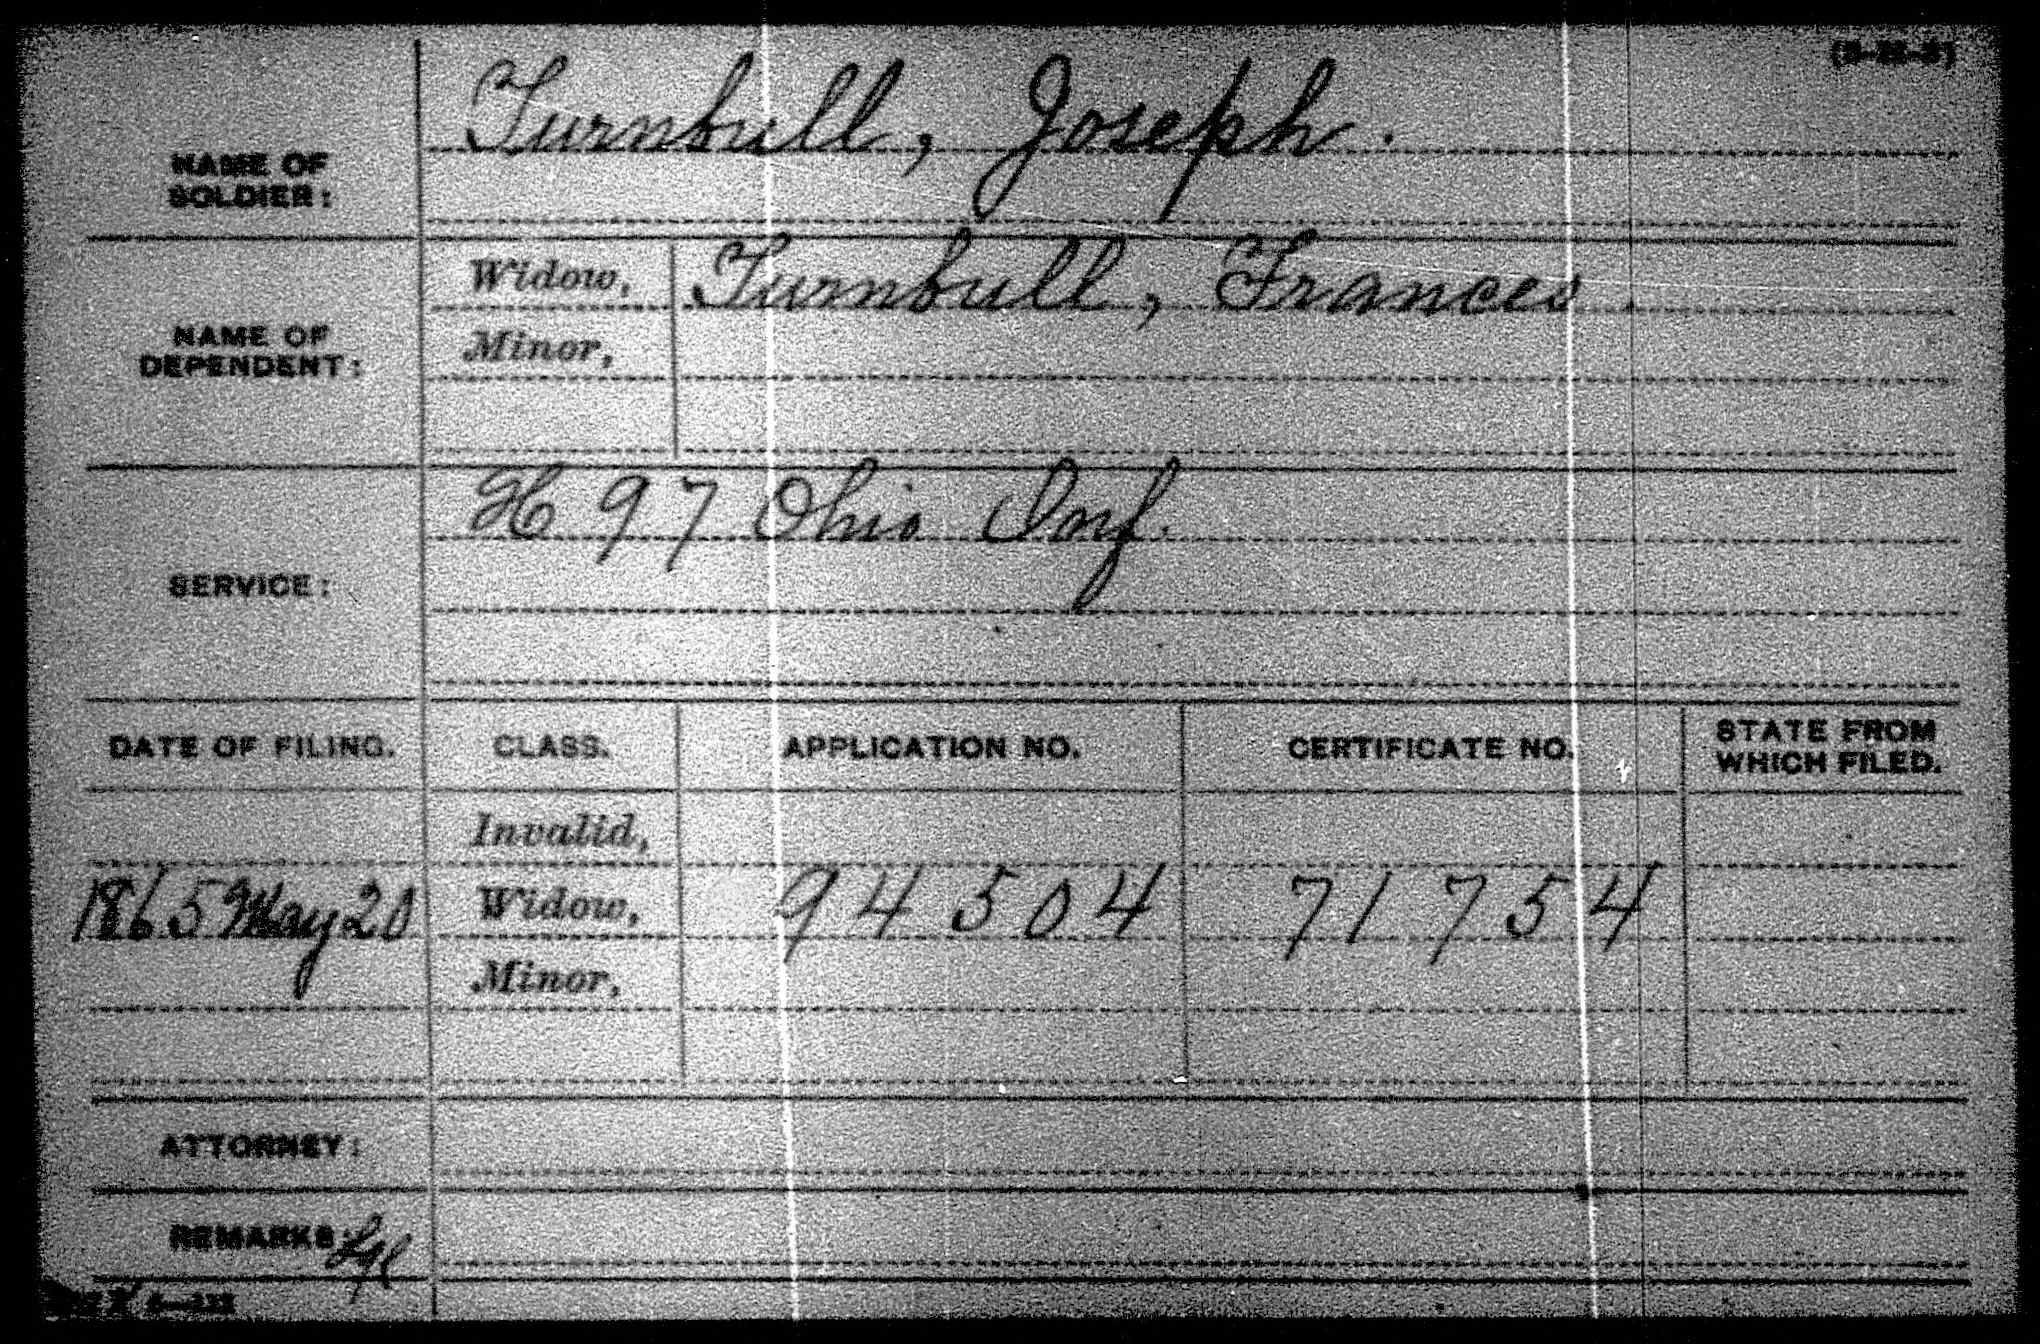 Turnbull, Joseph.
NAME OF
SOLDIER:
Widow, Turnbull, Frances.
Minor,
NAME OF
DEPENDENT:
H 97 Ohio Inf.
SERVICE:
DATE OF FILING. CLASS. APPLICATION NO. CERTIFICATE NO. STATE FROM
WHICH FILED.
Invalid,
1865 May 20 Widow, 94504 71754
Minor,
ATTORNEY:
REMARKS: